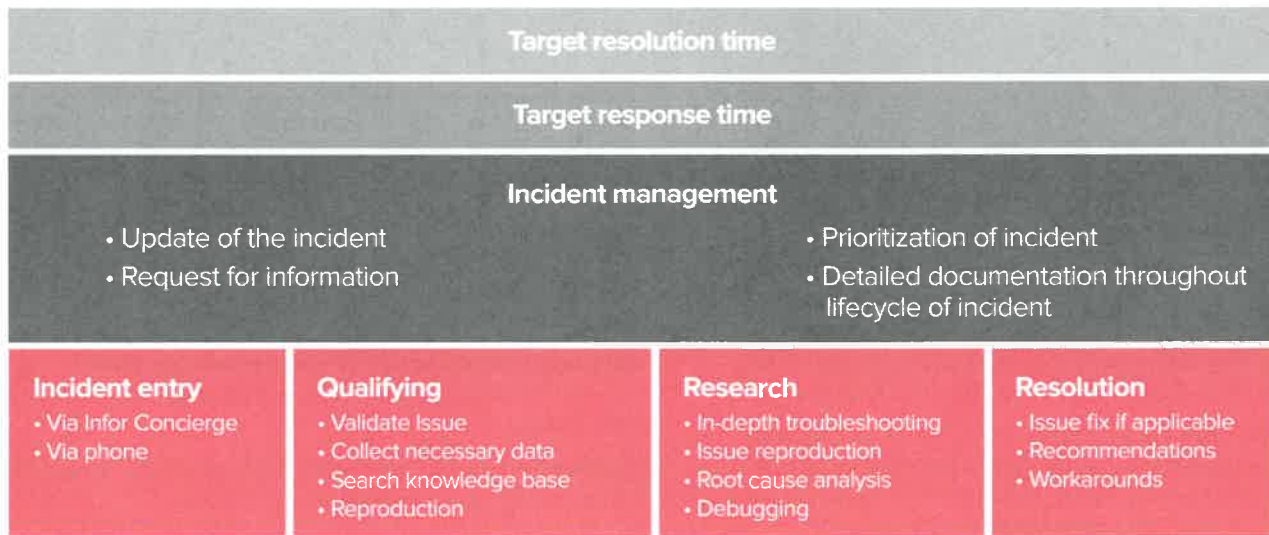 Target resolution time
Target response time
Incident management
• Update of the incident
• Request for information
• Prioritization of incident
• Detailed documentation throughout
lifecycle of incident
Incident entry
• Via Infor Concierge
• Via phone
Qualifying
• Validate Issue
• Collect necessary data
• Search knowledge base
• Reproduction
Research
• In-depth troubleshooting
• Issue reproduction
• Root cause analysis
• Debugging
Resolution
• Issue fix if applicable
• Recommendations
• Workarounds